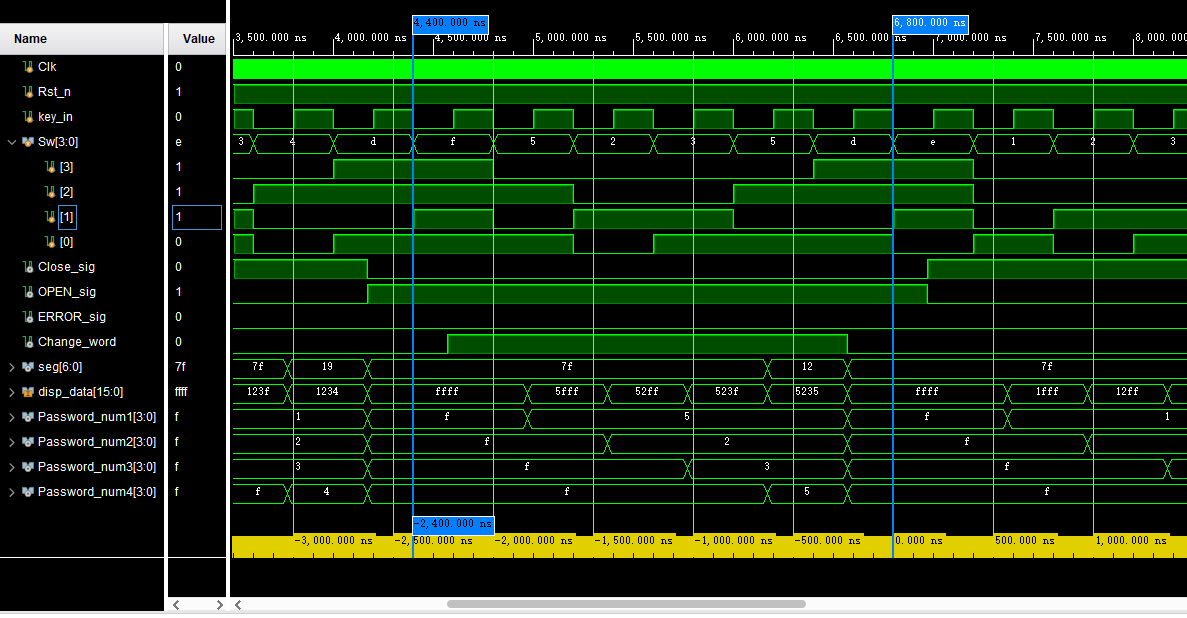 4,400.000 ns 6,800.000 ns
Name Value 3,500.000 ns 4,000.000 ns 4,500.000 ns 5,000.000 ns 5,500.000 ns 6,000.000 ns 6,500.000 ns 7,000.000 ns 7,500.000 ns 8,000.000
Clk 0
Rst_n 1
key_in 0
Sw[3:0] e 3 4 d f 5 2 3 5 d e 1 2 3
[3] 1
[2] 1
[1] 1
[0] 0
Close_sig 0
OPEN_sig 1
ERROR_sig 0
Change_word 0
seg[6:0] 7f 7f 19 7f 12 7f
disp_data[15:0] ffff 123f 1234 ffff 5fff 52ff 523f 5235 ffff 1fff 12ff
Password_num1[3:0] f 1 f 5 f 1
Password_num2[3:0] f 2 f 2 f
Password_num3[3:0] f 3 f 3 f
Password_num4[3:0] f f 4 f 5 f
-2,400.000 ns
-3,000.000 ns -2,500.000 ns -2,000.000 ns -1,500.000 ns -1,000.000 ns -500.000 ns 0.000 ns 500.000 ns 1,000.000 ns